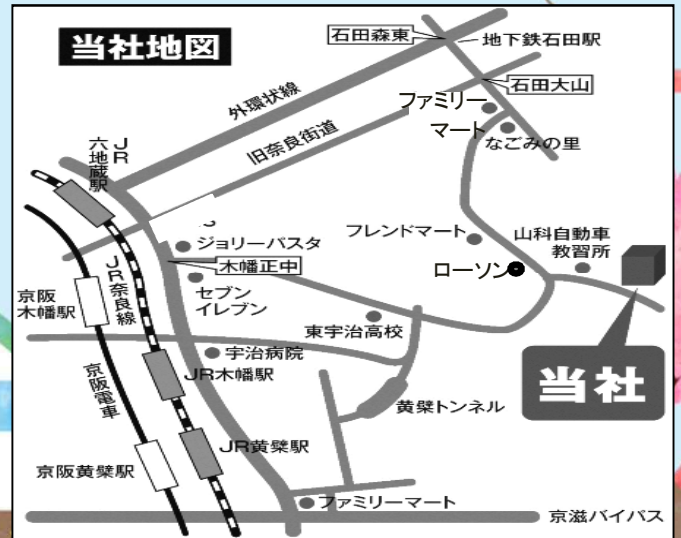 当社地図
石田森東
地下鉄石田駅
石田大山
外環状線
旧奈良街道
ファミリー
マート
なごみの里
JR
六地蔵駅
ジョリーパスタ
フレンドマート
山科自動車
教習所
木幡正中
ローソン
セブン
イレブン
JR奈良線
京阪
木幡駅
東宇治高校
宇治病院
JR木幡駅
当社
京阪電車
黄檗トンネル
JR黄檗駅
京阪黄檗駅
ファミリーマート
京滋バイパス